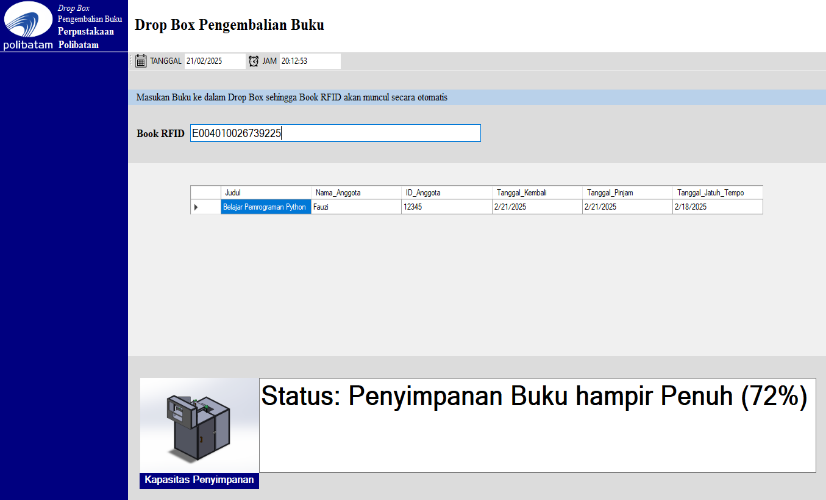 Drop Box
Pengembalian Buku
Perpustakaan
polibatam Polibatam
Drop Box Pengembalian Buku
TANGGAL 21/02/2025 JAM 20:12:53
Masukan Buku ke dalam Drop Box sehingga Book RFID akan muncul secara otomatis
Book RFID E004010026739225
Judul Nama_Anggota ID_Anggota Tanggal_Kembali Tanggal_Pinjam Tanggal_Jatuh_Tempo
Belajar Pemrograman Python Fauzi 12345 2/21/2025 2/21/2025 2/18/2025
Status: Penyimpanan Buku hampir Penuh (72%)
Kapasitas Penyimpanan